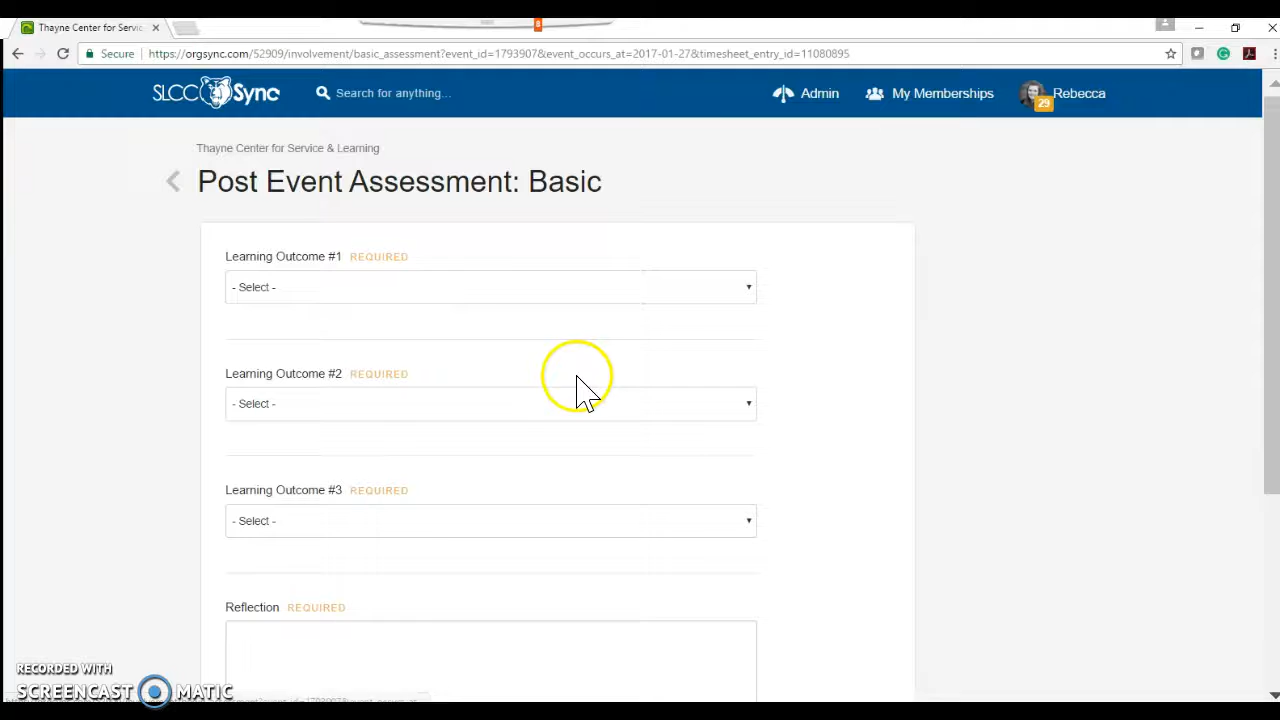 Thayne Center for Servic
Secure https://orgsync.com/52909/involvement/basic_assessment?event_id=1793907&event_occurs_at=2017-01-27&timesheet_entry_id=11080895
SLCC Sync
Search for anything...
Admin
My Memberships
Rebecca
29
Thayne Center for Service & Learning
Post Event Assessment: Basic
Learning Outcome #1 REQUIRED
- Select -
Learning Outcome #2 REQUIRED
- Select -
Learning Outcome #3 REQUIRED
- Select -
Reflection REQUIRED
RECORDED WITH
SCREENCAST MATIC